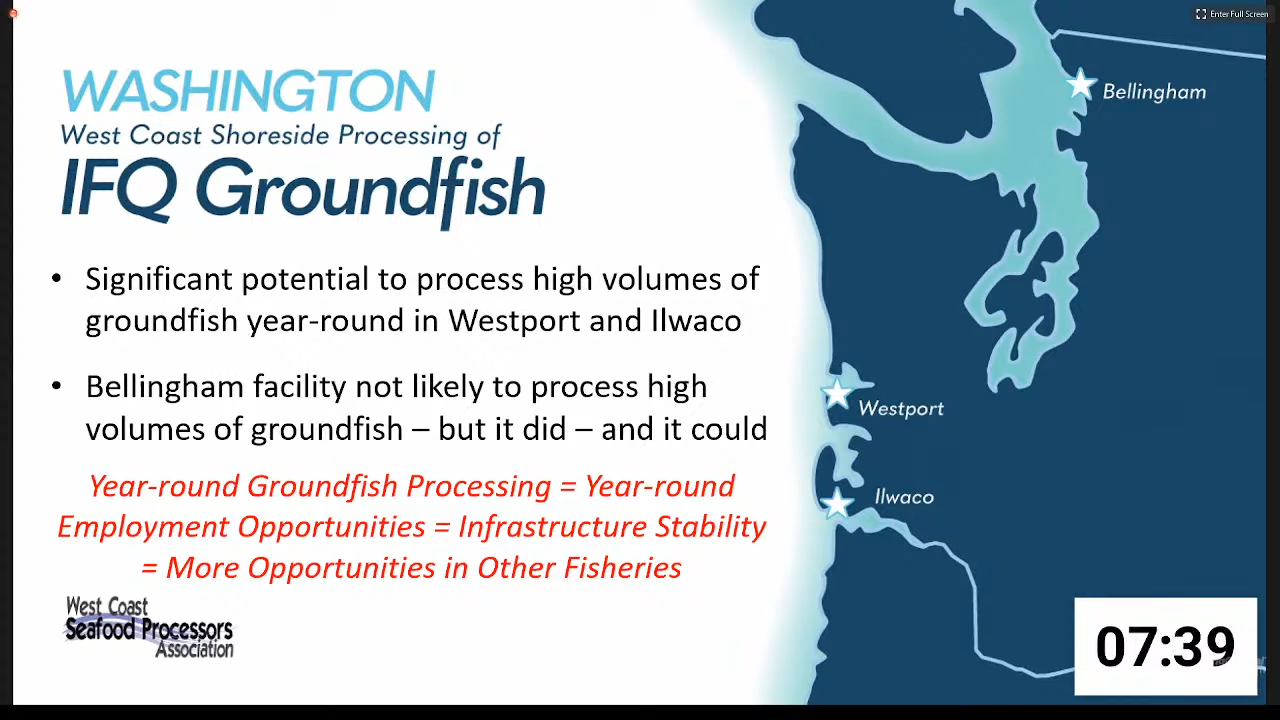 Enter Full Screen
WASHINGTON
West Coast Shoreside Processing of
IFQ Groundfish
• Significant potential to process high volumes of
groundfish year-round in Westport and Ilwaco
• Bellingham facility not likely to process high
volumes of groundfish – but it did – and it could
Year-round Groundfish Processing = Year-round
Employment Opportunities = Infrastructure Stability
= More Opportunities in Other Fisheries
West Coast
Seafood Processors
Association
Bellingham
Westport
Ilwaco
07:39